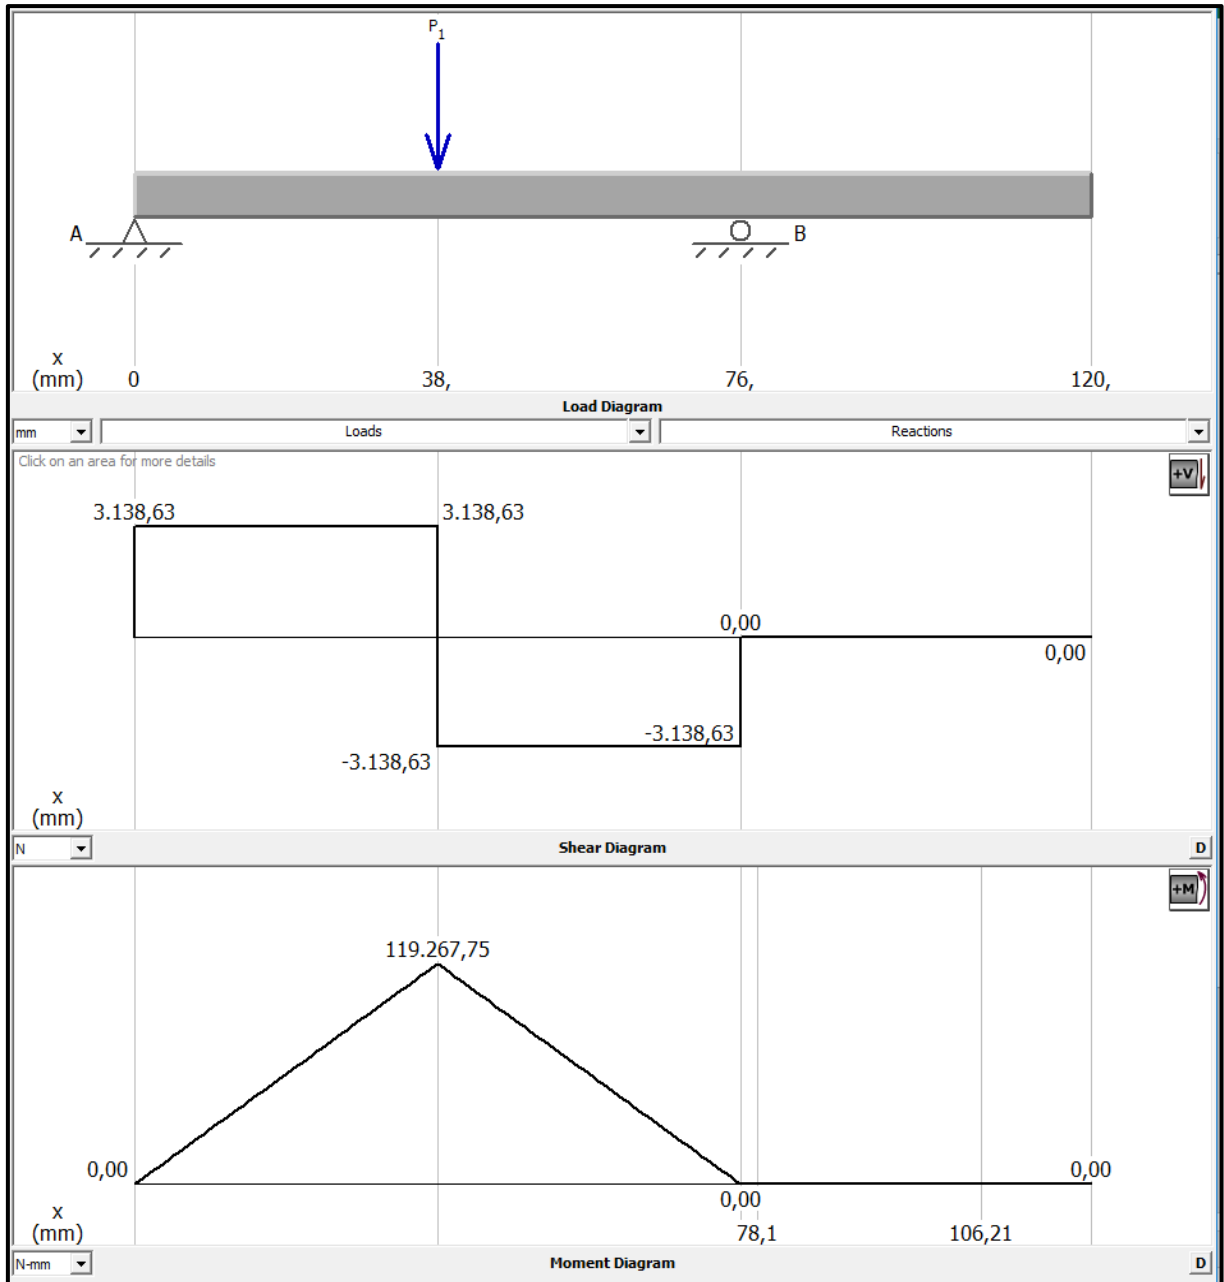 P1
A
B
x
(mm) 0 38, 76, 120,
Load Diagram
mm Loads Reactions
Click on an area for more details
+V
3.138,63 3.138,63
0,00
0,00
-3.138,63
-3.138,63
x
(mm)
N Shear Diagram D
+M
119.267,75
0,00 0,00
0,00
x
(mm) 78,1 106,21
N-mm Moment Diagram D